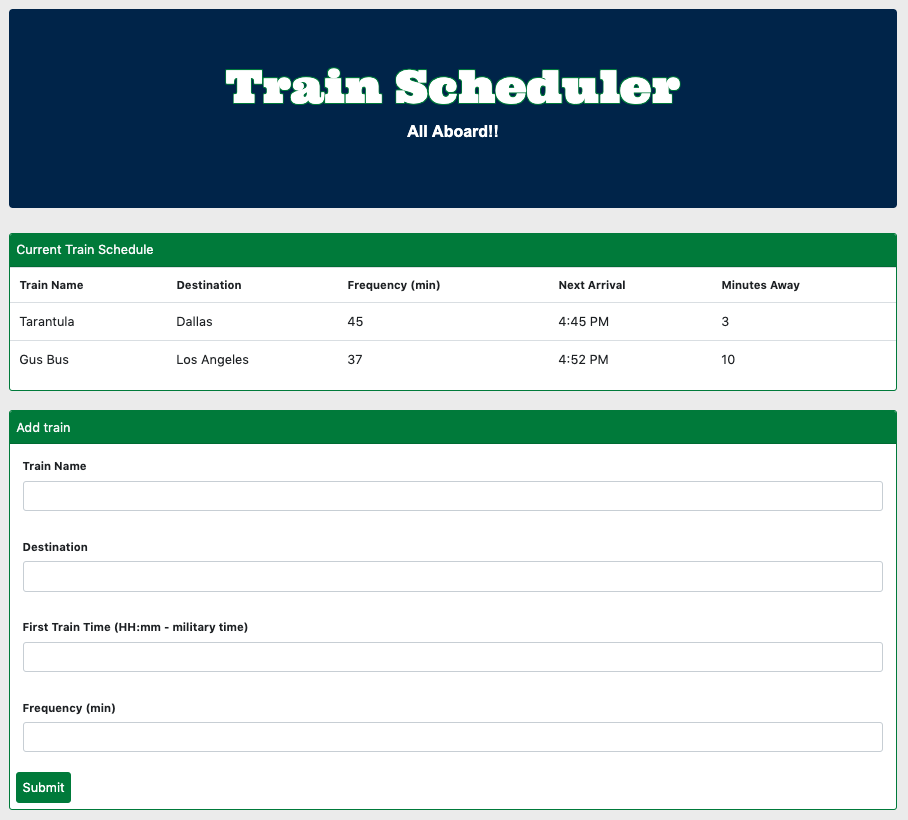 Train Scheduler
All Aboard!!
Current Train Schedule
Train Name Destination Frequency (min) Next Arrival Minutes Away
Tarantula Dallas 45 4:45 PM 3
Gus Bus Los Angeles 37 4:52 PM 10
Add train
Train Name
Destination
First Train Time (HH:mm - military time)
Frequency (min)
Submit